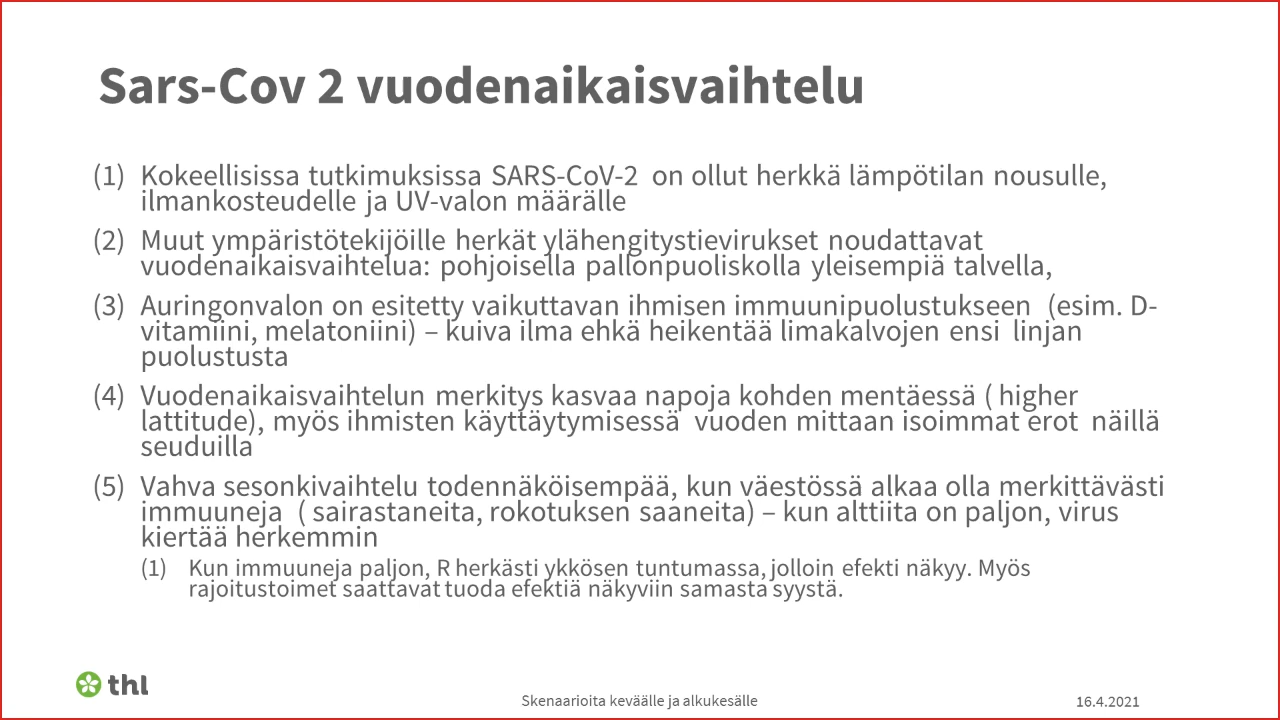 Sars-Cov 2 vuodenaikaisvaihtelu
(1) Kokeellisissa tutkimuksissa SARS-CoV-2 on ollut herkkä lämpötilan nousulle,
ilmankosteudelle ja UV-valon määrälle
(2) Muut ympäristötekijöille herkät ylähengitystievirukset noudattavat
vuodenaikaisvaihtelua: pohjoisella pallonpuoliskolla yleisempiä talvella,
(3) Auringonvalon on esitetty vaikuttavan ihmisen immuunipuolustukseen (esim. D-
vitamiini, melatoniini) – kuiva ilma ehkä heikentää limakalvojen ensi linjan
puolustusta
(4) Vuodenaikaisvaihtelun merkitys kasvaa napoja kohden mentäessä ( higher
lattitude), myös ihmisten käyttäytymisessä vuoden mittaan isoimmat erot näillä
seuduilla
(5) Vahva sesonkivaihtelu todennäköisempää, kun väestössä alkaa olla merkittävästi
immuuneja ( sairastaneita, rokotuksen saaneita) – kun alttiita on paljon, virus
kiertää herkemmin
(1) Kun immuuneja paljon, R herkästi ykkösen tuntumassa, jolloin efekti näkyy. Myös
rajoitustoimet saattavat tuoda efektiä näkyviin samasta syystä.
thl
Skenaarioita keväälle ja alkukesälle
16.4.2021